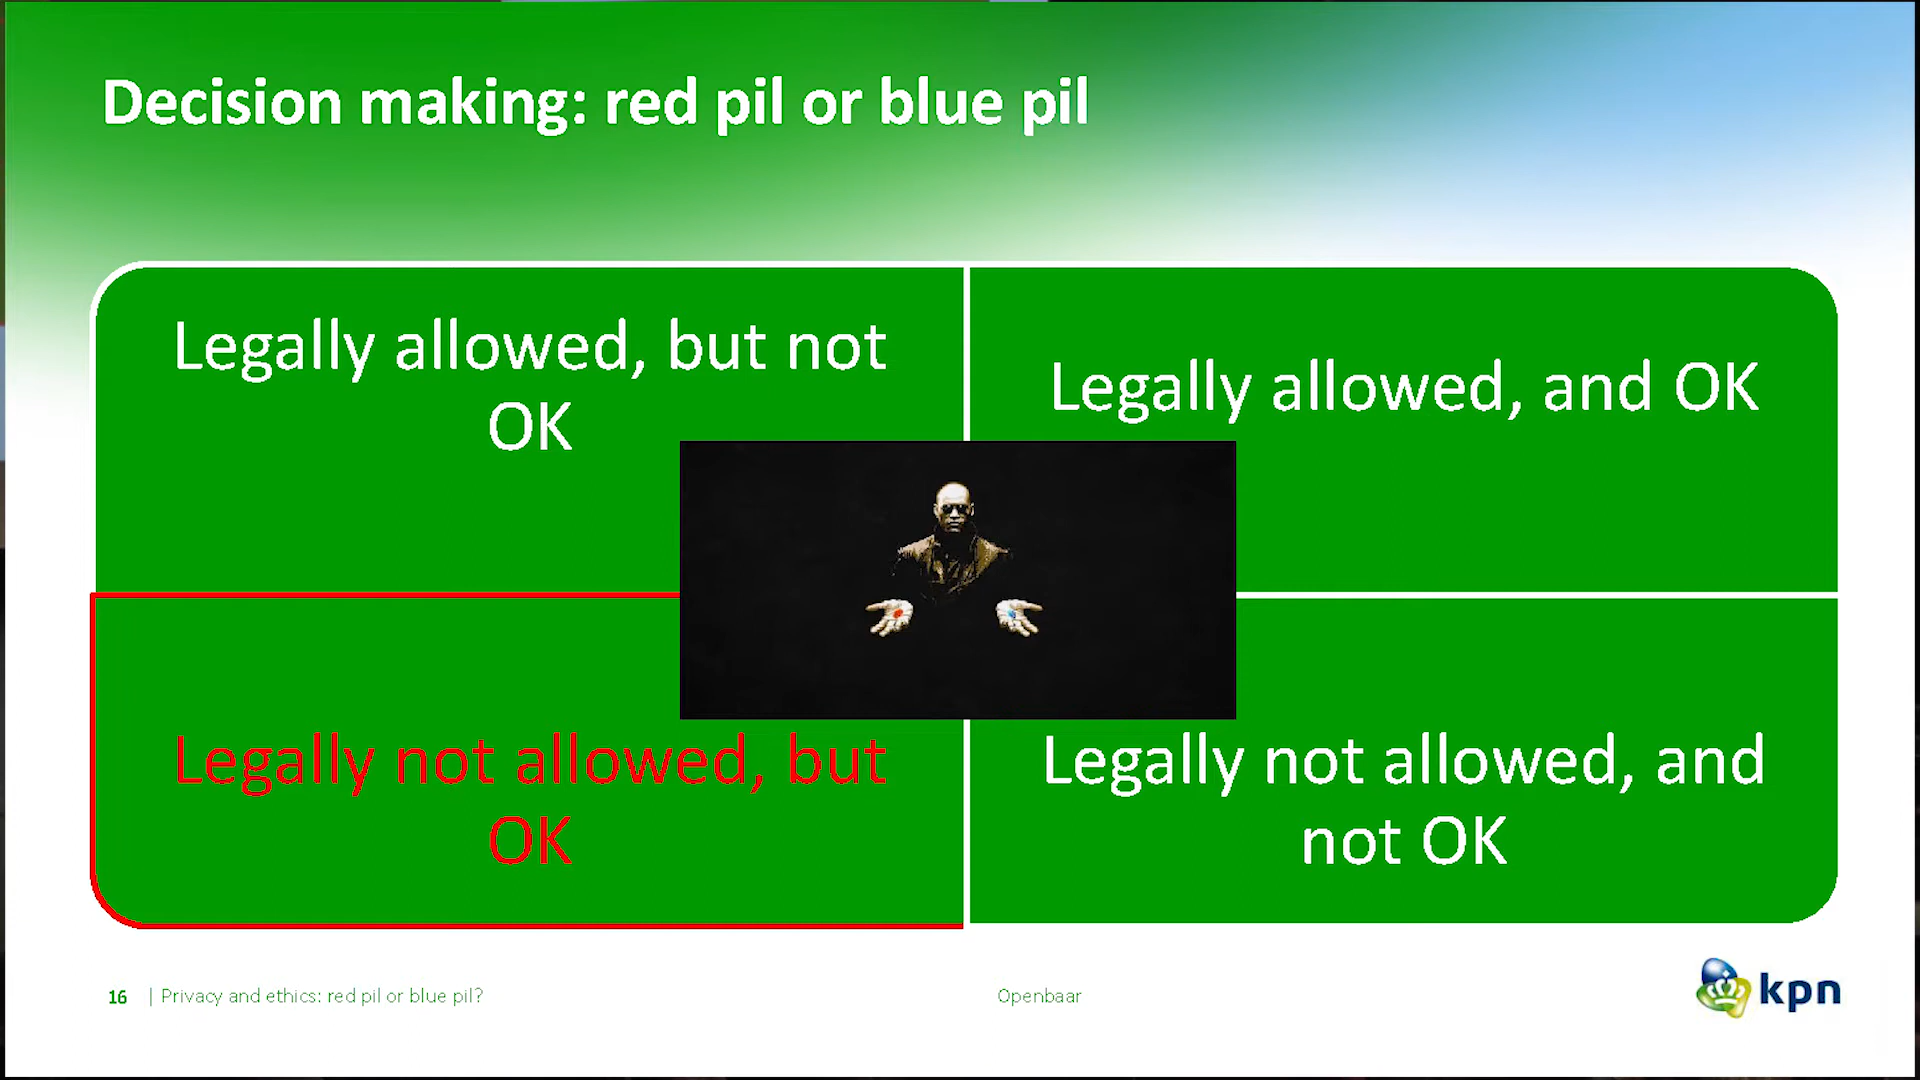 Decision making: red pil or blue pil
Legally allowed, but not
OK
Legally allowed, and OK
Legally not allowed, but
OK
Legally not allowed, and
not OK
16 | Privacy and ethics: red pil or blue pil?
Openbaar
kpn